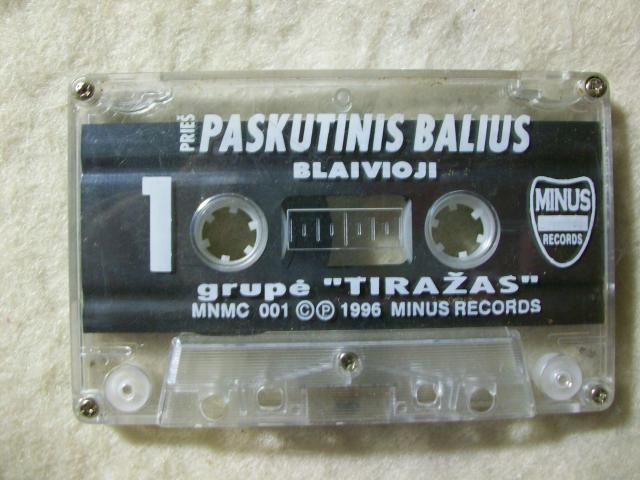 PRIEŠ PASKUTINIS BALIUS
BLAIVIOJI
1
MINUS
RECORDS
grupė "TIRAŽAS"
MNMC 001 ©℗ 1996 MINUS RECORDS